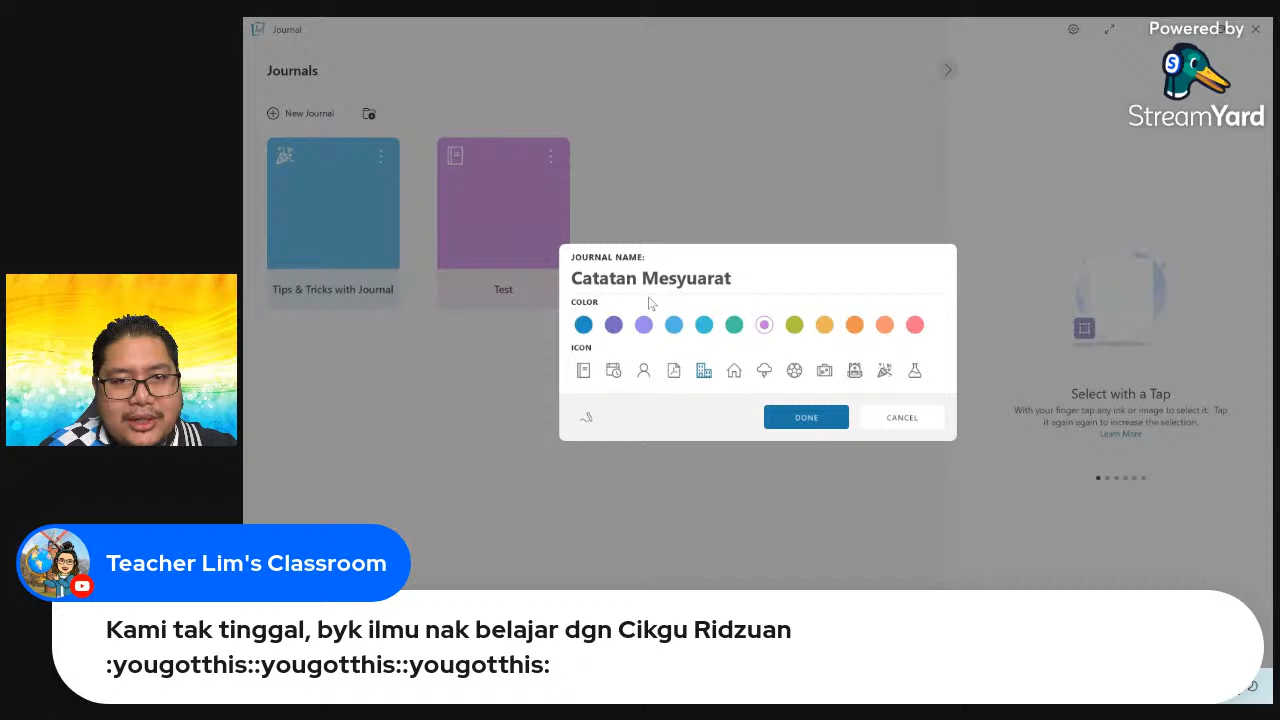 Journal
Powered by
StreamYard
Journals
New Journal
Tips & Tricks with Journal
Test
JOURNAL NAME:
Catatan Mesyuarat
COLOR
ICON
DONE
CANCEL
Select with a Tap
With your finger tap any ink or image to select it. Tap
it again again to increase the selection.
Learn More
Teacher Lim's Classroom
Kami tak tinggal, byk ilmu nak belajar dgn Cikgu Ridzuan
:yougotthis::yougotthis::yougotthis: